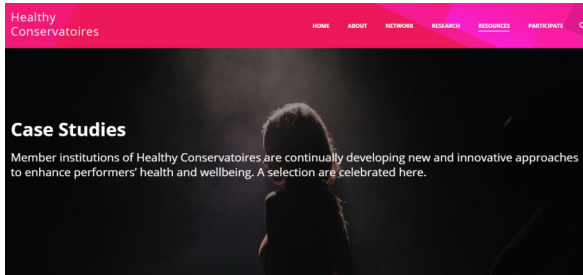 Healthy
Conservatoires
HOME ABOUT NETWORK RESEARCH RESOURCES PARTICIPATE
Case Studies
Member institutions of Healthy Conservatoires are continually developing new and innovative approaches
to enhance performers' health and wellbeing. A selection are celebrated here.